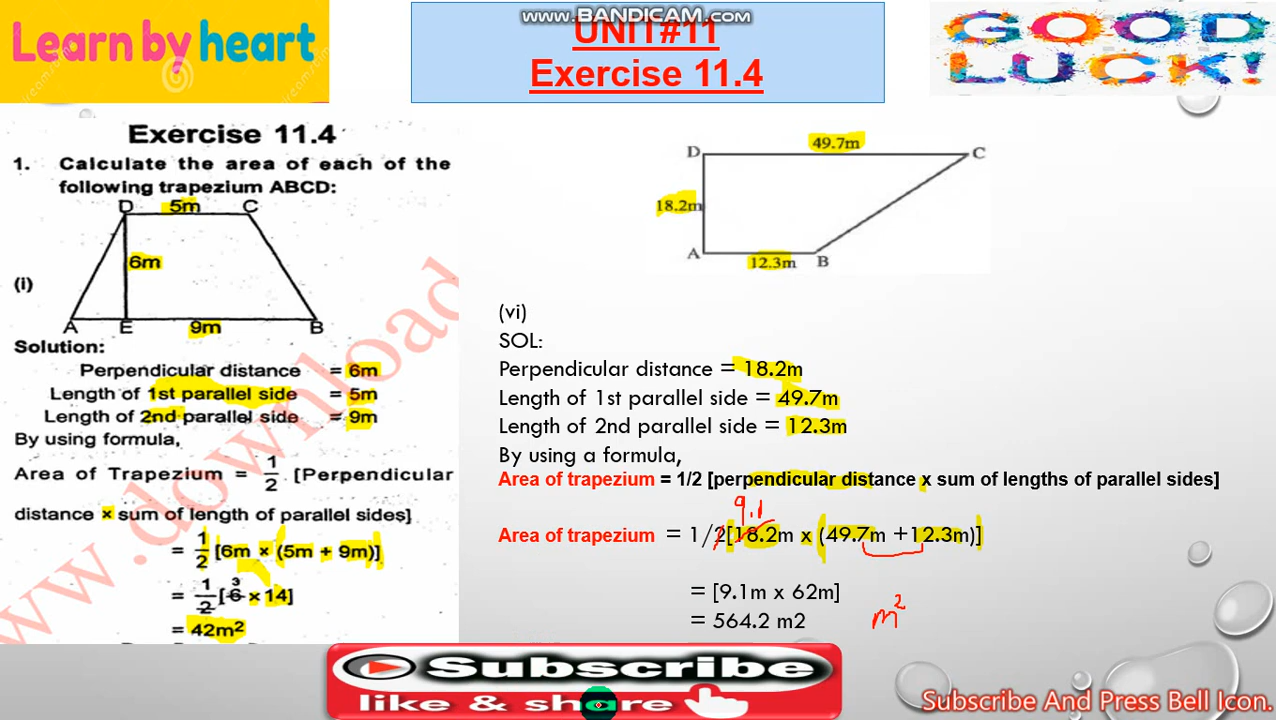 www.BANDICAM.com
Learn by heart
UNIT#11
Exercise 11.4
GOOD
LUCK!
Exercise 11.4
1. Calculate the area of each of the
following trapezium ABCD:
D 5m C
6m
(i)
A E 9m B
Solution:
Perpendicular distance = 6m
Length of 1st parallel side = 5m
Length of 2nd parallel side = 9m
By using formula,
Area of Trapezium = 1/2 [Perpendicular
distance × sum of length of parallel sides]
= 1/2 [6m × (5m + 9m)]
3
= 1/2 [6 × 14]
= 42m²
download
www.
49.7m
D C
18.2m
A 12.3m B
(vi)
SOL:
Perpendicular distance = 18.2m
Length of 1st parallel side = 49.7m
Length of 2nd parallel side = 12.3m
By using a formula,
Area of trapezium = 1/2 [perpendicular distance x sum of lengths of parallel sides]
9.1
Area of trapezium = 1/2[18.2m x (49.7m +12.3m)]
= [9.1m x 62m]
= 564.2 m2 m²
Subscribe
like & share
Subscribe And Press Bell Icon.